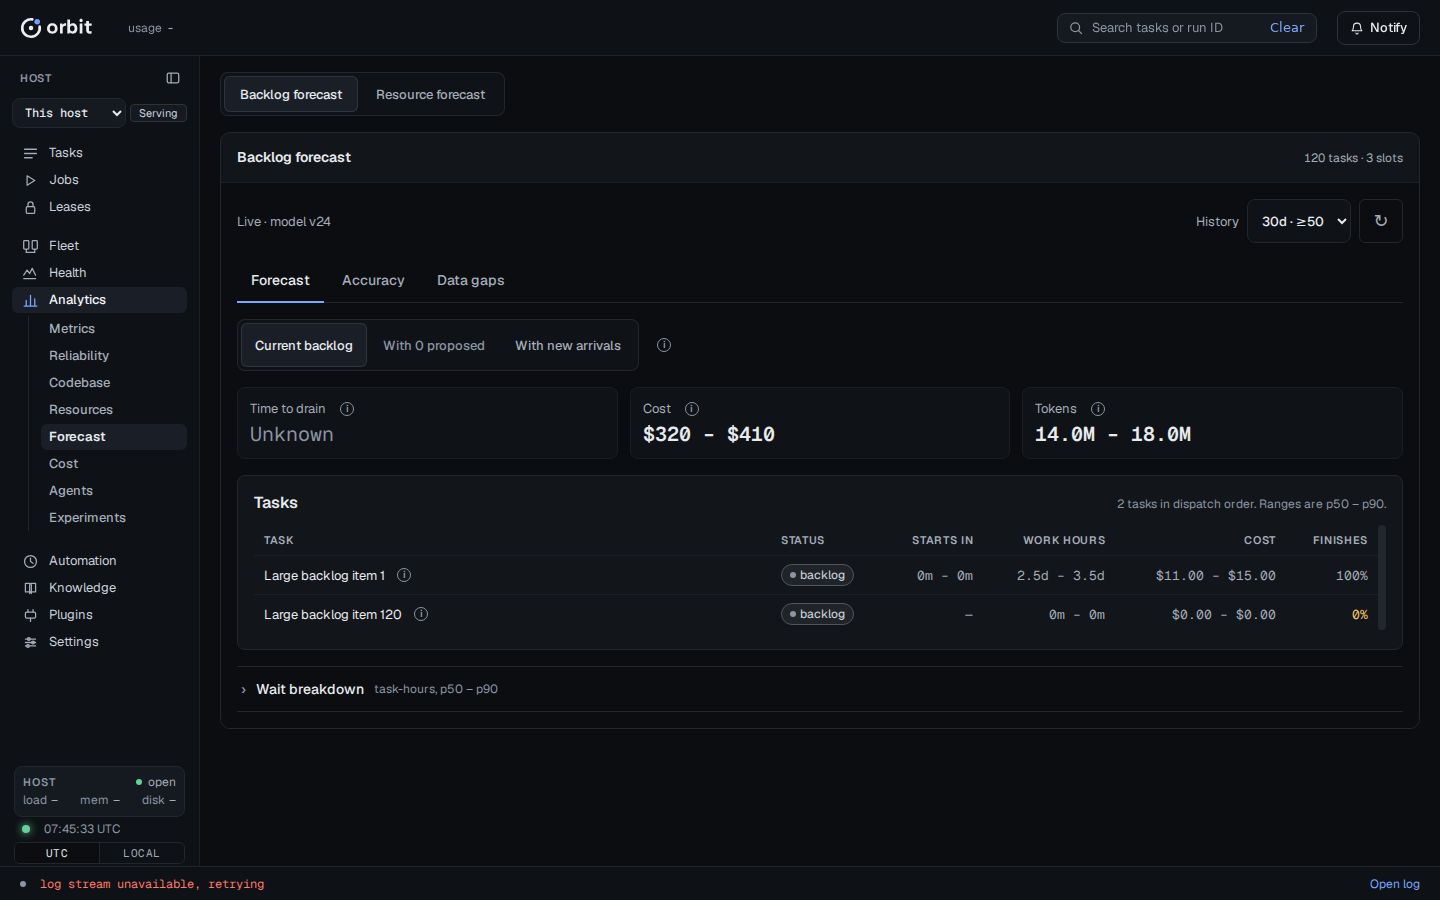 orbit
usage -
Search tasks or run ID
Clear
Notify
HOST
This host
Serving
Tasks
Jobs
Leases
Fleet
Health
Analytics
Metrics
Reliability
Codebase
Resources
Forecast
Cost
Agents
Experiments
Automation
Knowledge
Plugins
Settings
HOST
open
load –
mem –
disk –
07:45:33 UTC
UTC
LOCAL
Backlog forecast
Resource forecast
Backlog forecast
120 tasks · 3 slots
Live · model v24
History
30d · ≥50
Forecast
Accuracy
Data gaps
Current backlog
With 0 proposed
With new arrivals
Time to drain
Unknown
Cost
$320 – $410
Tokens
14.0M – 18.0M
Tasks
2 tasks in dispatch order. Ranges are p50 – p90.
TASK STATUS STARTS IN WORK HOURS COST FINISHES
Large backlog item 1 backlog 0m – 0m 2.5d – 3.5d $11.00 – $15.00 100%
Large backlog item 120 backlog — 0m – 0m $0.00 – $0.00 0%
Wait breakdown task-hours, p50 – p90
log stream unavailable, retrying
Open log